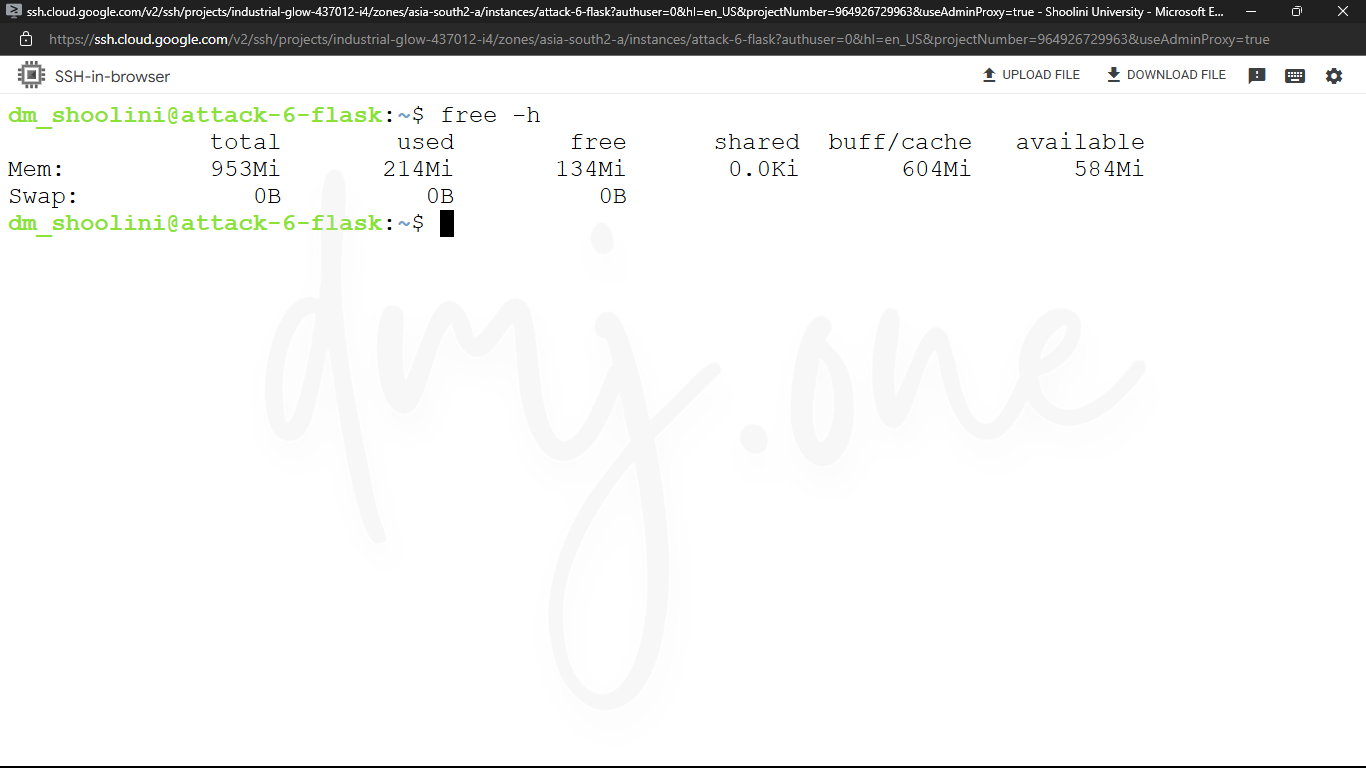 ssh.cloud.google.com/v2/ssh/projects/industrial-glow-437012-i4/zones/asia-south2-a/instances/attack-6-flask?authuser=0&hl=en_US&projectNumber=964926729963&useAdminProxy=true - Shoolini University - Microsoft E...
https://ssh.cloud.google.com/v2/ssh/projects/industrial-glow-437012-i4/zones/asia-south2-a/instances/attack-6-flask?authuser=0&hl=en_US&projectNumber=964926729963&useAdminProxy=true
SSH-in-browser UPLOAD FILE DOWNLOAD FILE
dm_shoolini@attack-6-flask:~$ free -h
total used free shared buff/cache available
Mem: 953Mi 214Mi 134Mi 0.0Ki 604Mi 584Mi
Swap: 0B 0B 0B
dm_shoolini@attack-6-flask:~$
dmj.one